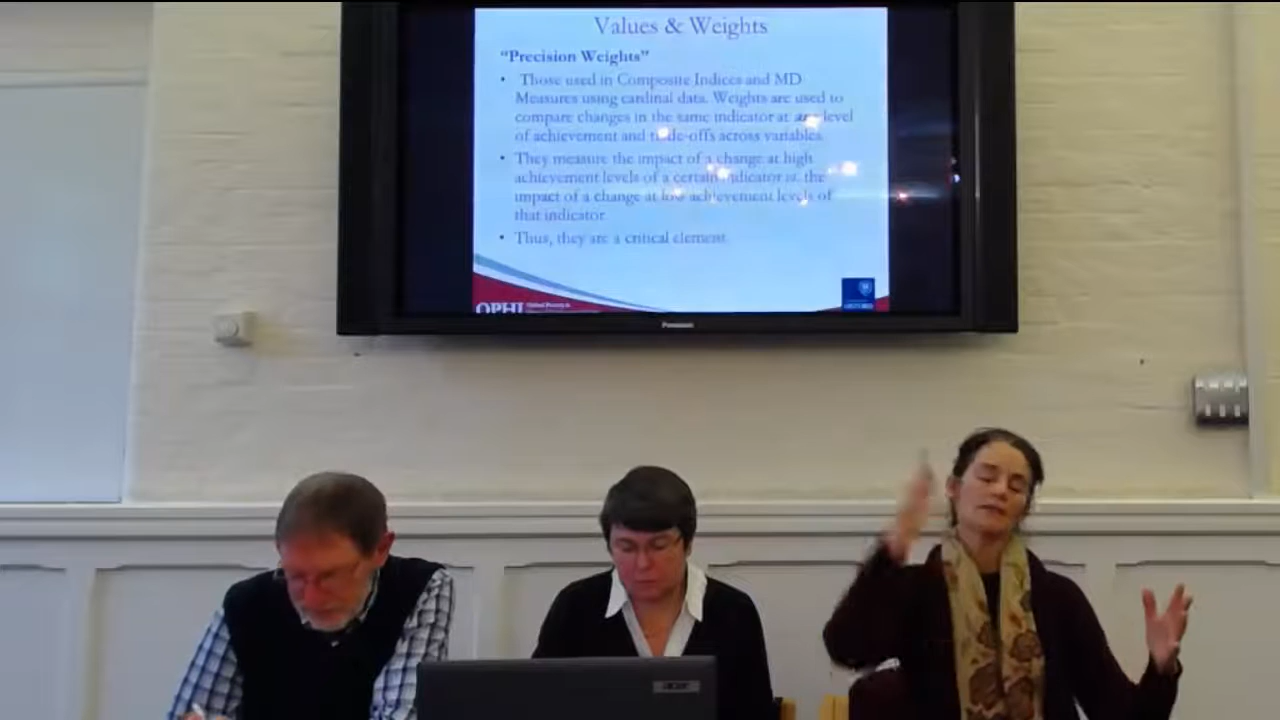 Values & Weights
“Precision Weights”
• Those used in Composite Indices and MD
Measures using cardinal data. Weights are used to
compare changes in the same indicator at any level
of achievement and trade-offs across variables.
• They measure the impact of a change at high
achievement levels of a certain indicator vs. the
impact of a change at low achievement levels of
that indicator
• Thus, they are a critical element.
OPHI
OXFORD
Panasonic
acer